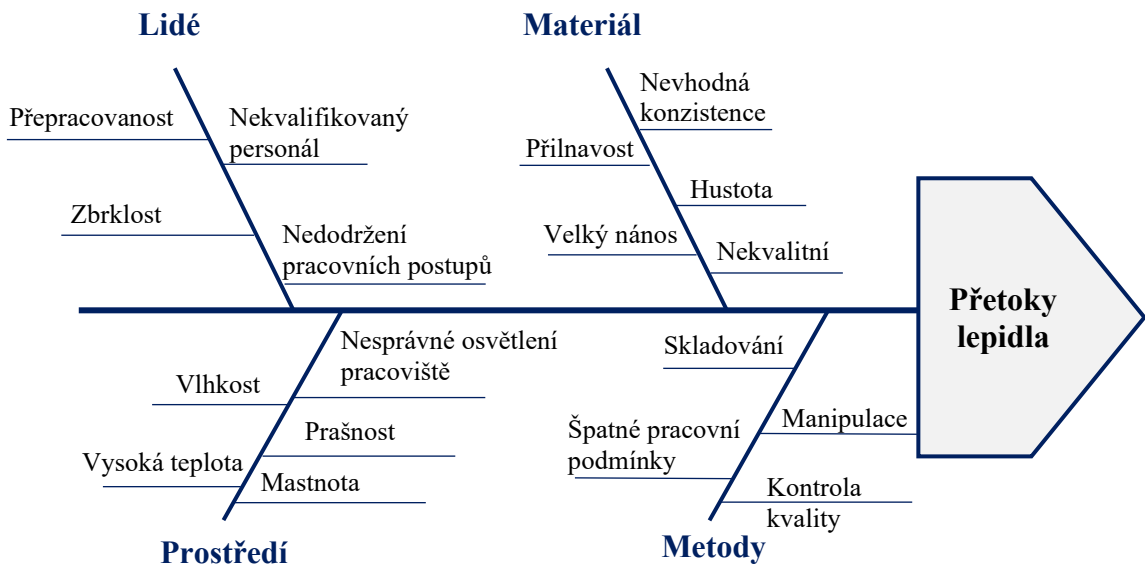 Lidé
Materiál
Přepracovanost
Nekvalifikovaný
personál
Zbrklost
Nedodržení
pracovních postupů
Nevhodná
konzistence
Přilnavost
Hustota
Velký nános
Nekvalitní
Přetoky
lepidla
Nesprávné osvětlení
pracoviště
Vlhkost
Prašnost
Vysoká teplota
Mastnota
Skladování
Manipulace
Špatné pracovní
podmínky
Kontrola
kvality
Prostředí
Metody